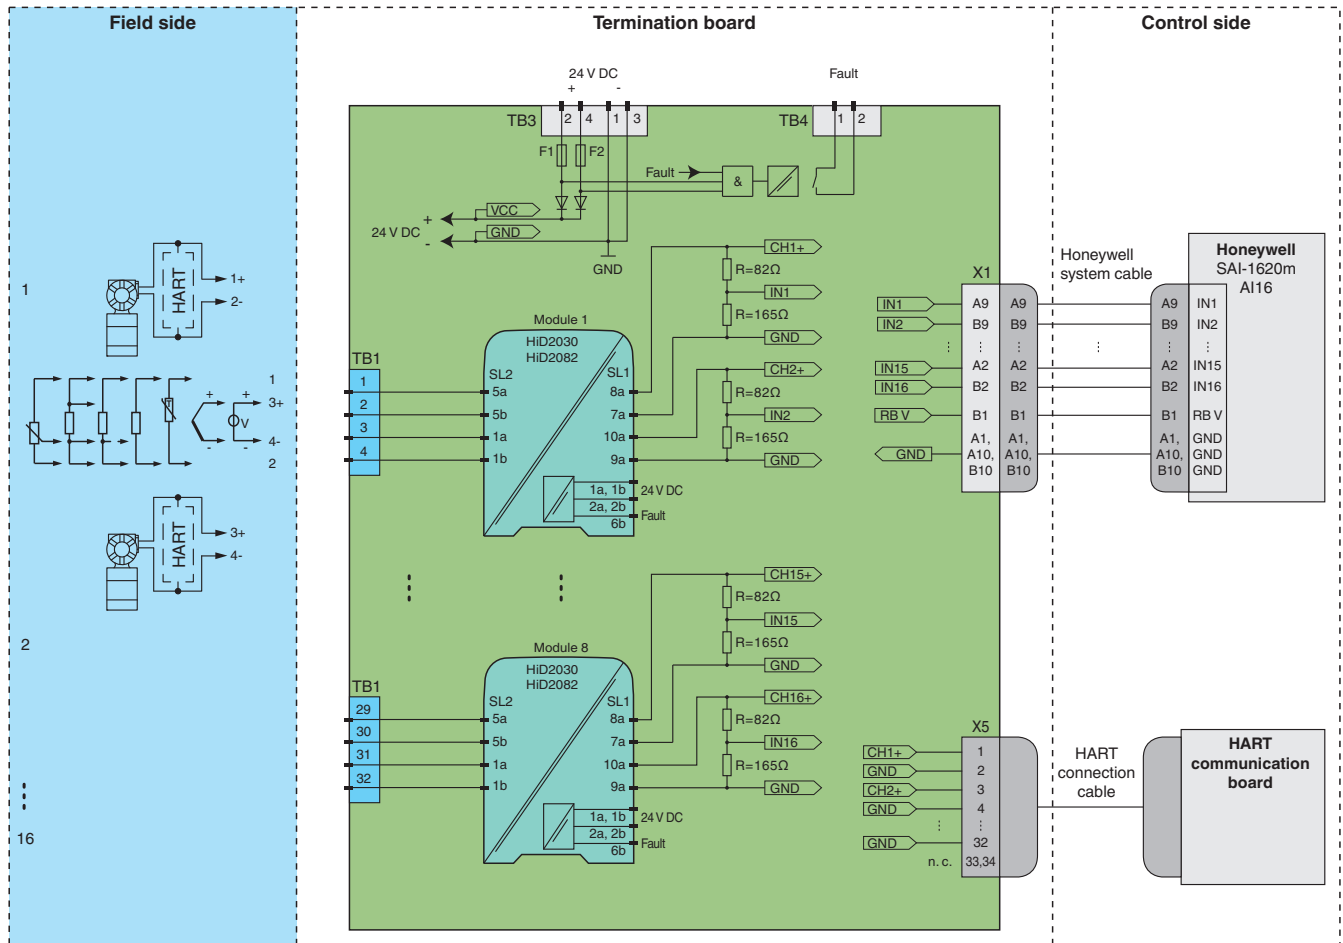 Field side
Termination board
Control side
24 V DC
+ -
Fault
TB3
2 4 1 3
TB4
1 2
F1
F2
Fault
&
VCC
24 V DC
+
-
GND
GND
1
HART
1+
2-
1
3+
4-
2
+
-
+
V
-
HART
3+
4-
2
16
TB1
1
2
3
4
Module 1
HiD2030
HiD2082
SL2
SL1
5a
5b
1a
1b
8a
7a
10a
9a
1a, 1b
2a, 2b
6b
24 V DC
Fault
CH1+
R=82Ω
IN1
R=165Ω
GND
CH2+
R=82Ω
IN2
R=165Ω
GND
TB1
29
30
31
32
Module 8
HiD2030
HiD2082
SL2
SL1
5a
5b
1a
1b
8a
7a
10a
9a
1a, 1b
2a, 2b
6b
24 V DC
Fault
CH15+
R=82Ω
IN15
R=165Ω
GND
CH16+
R=82Ω
IN16
R=165Ω
GND
X1
IN1 A9 A9
IN2 B9 B9
IN15 A2 A2
IN16 B2 B2
RB V B1 B1
GND
A1, A1,
A10, A10,
B10 B10
Honeywell
system cable
Honeywell
SAI-1620m
AI16
A9 IN1
B9 IN2
A2 IN15
B2 IN16
B1 RB V
A1, GND
A10, GND
B10 GND
X5
CH1+ 1
GND 2
CH2+ 3
GND 4
GND 32
n. c. 33,34
HART
connection
cable
HART
communication
board